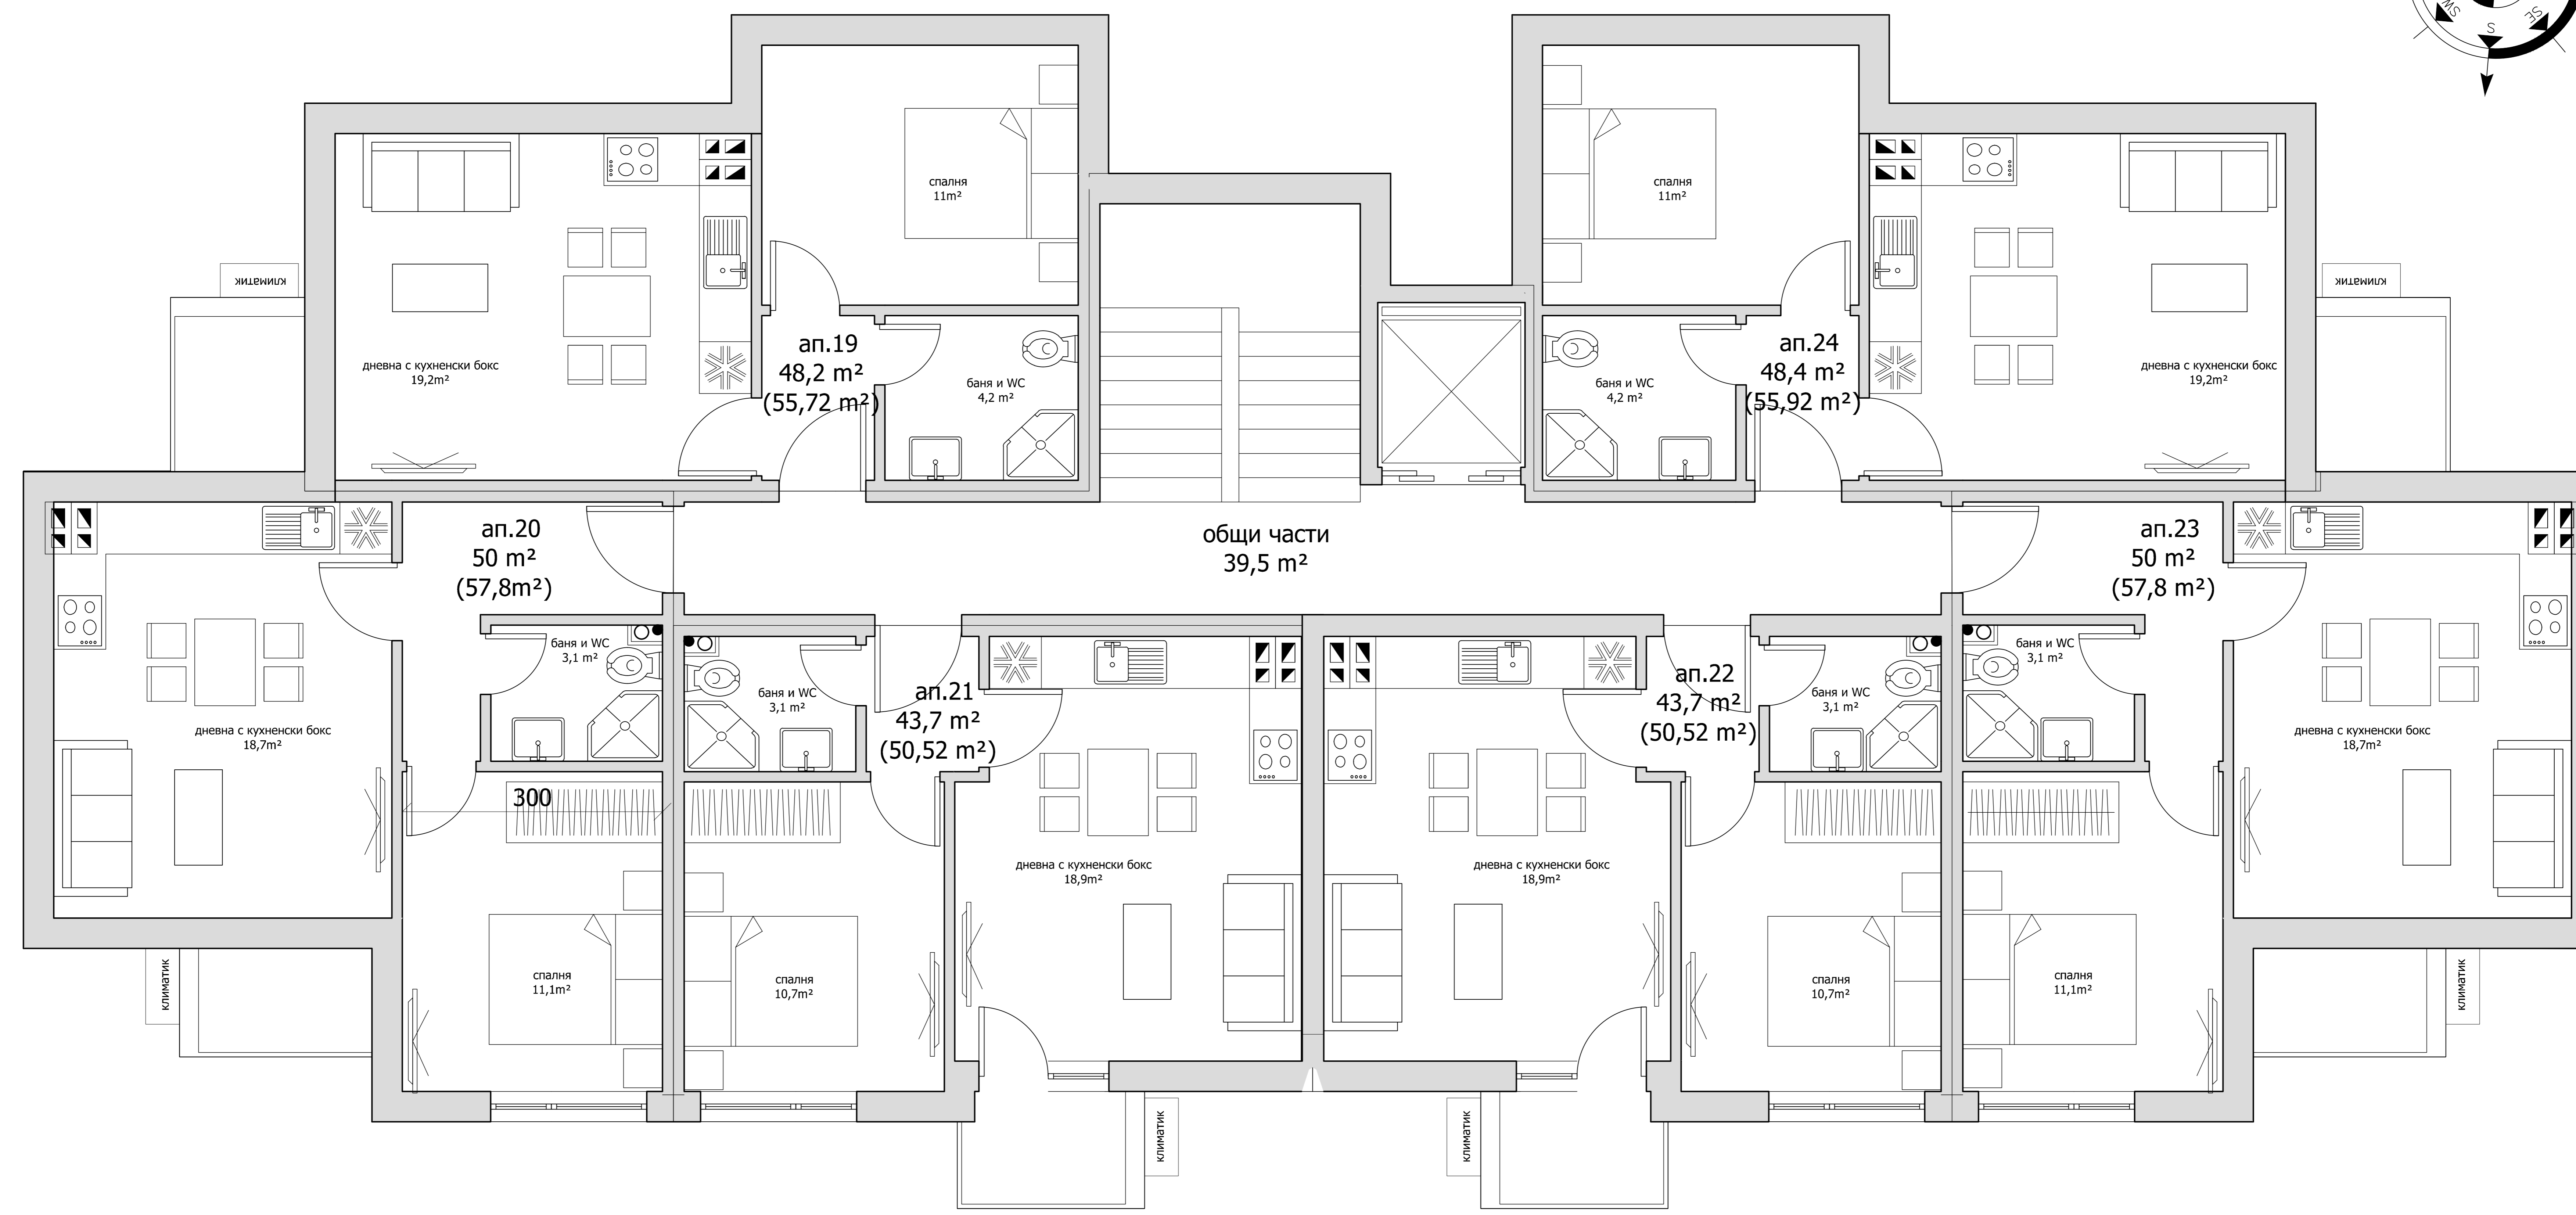 SW
S
SE
спалня
11m²
спалня
11m²
климатик
климатик
дневна с кухненски бокс
19,2m²
ап.19
48,2 m²
(55,72 m²)
баня и WC
4,2 m²
баня и WC
4,2 m²
ап.24
48,4 m²
(55,92 m²)
дневна с кухненски бокс
19,2m²
ап.20
50 m²
(57,8m²)
общи части
39,5 m²
ап.23
50 m²
(57,8 m²)
баня и WC
3,1 m²
баня и WC
3,1 m²
ап.21
43,7 m²
(50,52 m²)
ап.22
43,7 m²
(50,52 m²)
баня и WC
3,1 m²
баня и WC
3,1 m²
дневна с кухненски бокс
18,7m²
дневна с кухненски бокс
18,7m²
300
дневна с кухненски бокс
18,9m²
дневна с кухненски бокс
18,9m²
спалня
11,1m²
спалня
10,7m²
спалня
10,7m²
спалня
11,1m²
климатик
климатик
климатик
климатик